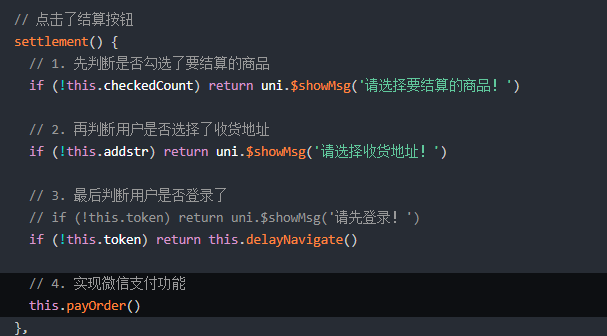 // 点击了结算按钮
settlement() {
// 1. 先判断是否勾选了要结算的商品
if (!this.checkedCount) return uni.$showMsg('请选择要结算的商品！')
// 2. 再判断用户是否选择了收货地址
if (!this.addstr) return uni.$showMsg('请选择收货地址！')
// 3. 最后判断用户是否登录了
// if (!this.token) return uni.$showMsg('请先登录！')
if (!this.token) return this.delayNavigate()
// 4. 实现微信支付功能
this.payOrder()
},